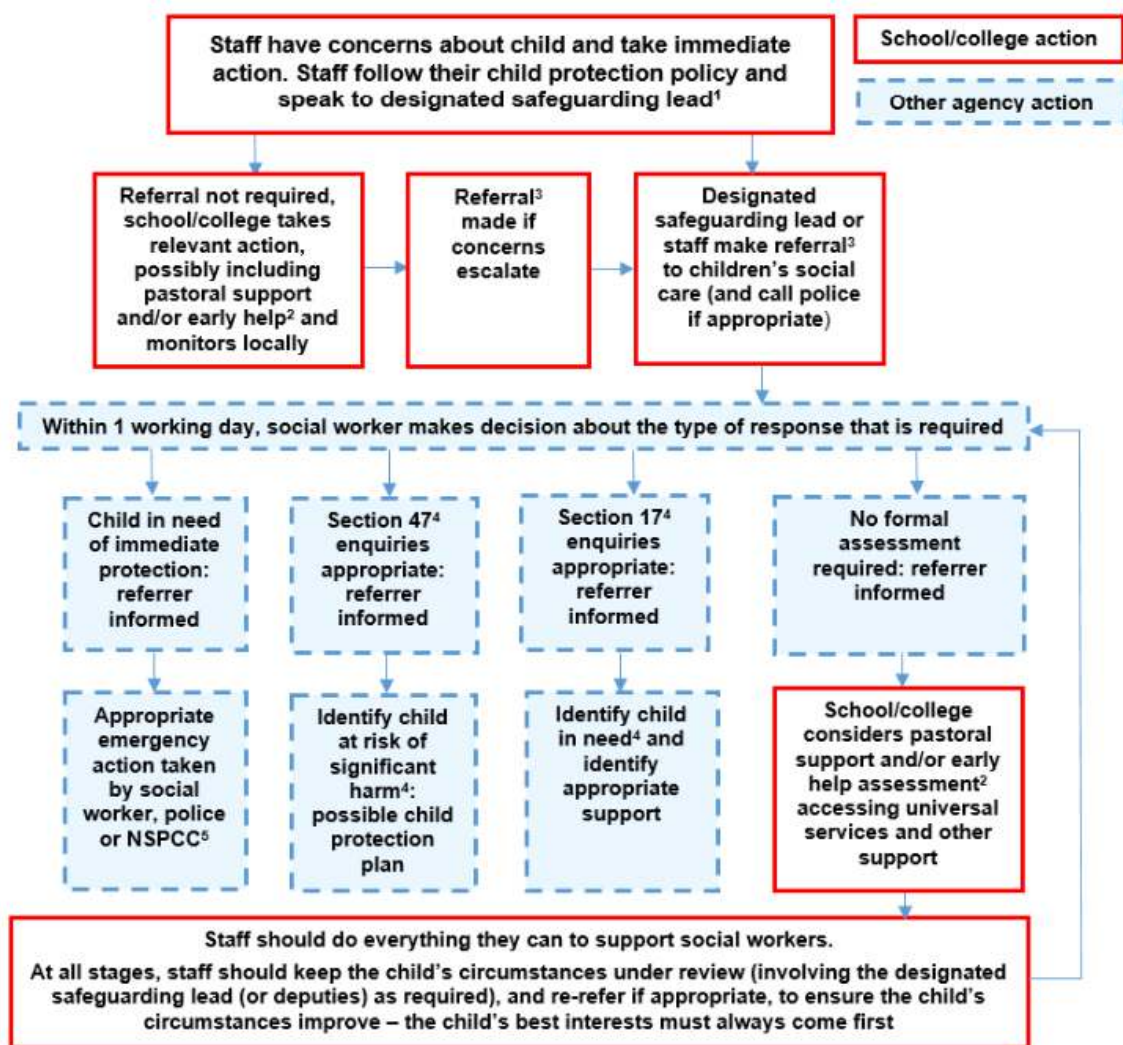 Staff have concerns about child and take immediate
action. Staff follow their child protection policy and
speak to designated safeguarding lead¹
School/college action
Other agency action
Referral not required,
school/college takes
relevant action,
possibly including
pastoral support
and/or early help² and
monitors locally
Referral³
made if
concerns
escalate
Designated
safeguarding lead or
staff make referral³
to children’s social
care (and call police
if appropriate)
Within 1 working day, social worker makes decision about the type of response that is required
Child in need
of immediate
protection:
referrer
informed
Section 47⁴
enquiries
appropriate:
referrer
informed
Section 17⁴
enquiries
appropriate:
referrer
informed
No formal
assessment
required: referrer
informed
Appropriate
emergency
action taken
by social
worker, police
or NSPCC⁵
Identify child
at risk of
significant
harm⁴:
possible child
protection
plan
Identify child
in need⁴ and
identify
appropriate
support
School/college
considers pastoral
support and/or early
help assessment²
accessing universal
services and other
support
Staff should do everything they can to support social workers.
At all stages, staff should keep the child’s circumstances under review (involving the designated
safeguarding lead (or deputies) as required), and re-refer if appropriate, to ensure the child’s
circumstances improve – the child’s best interests must always come first